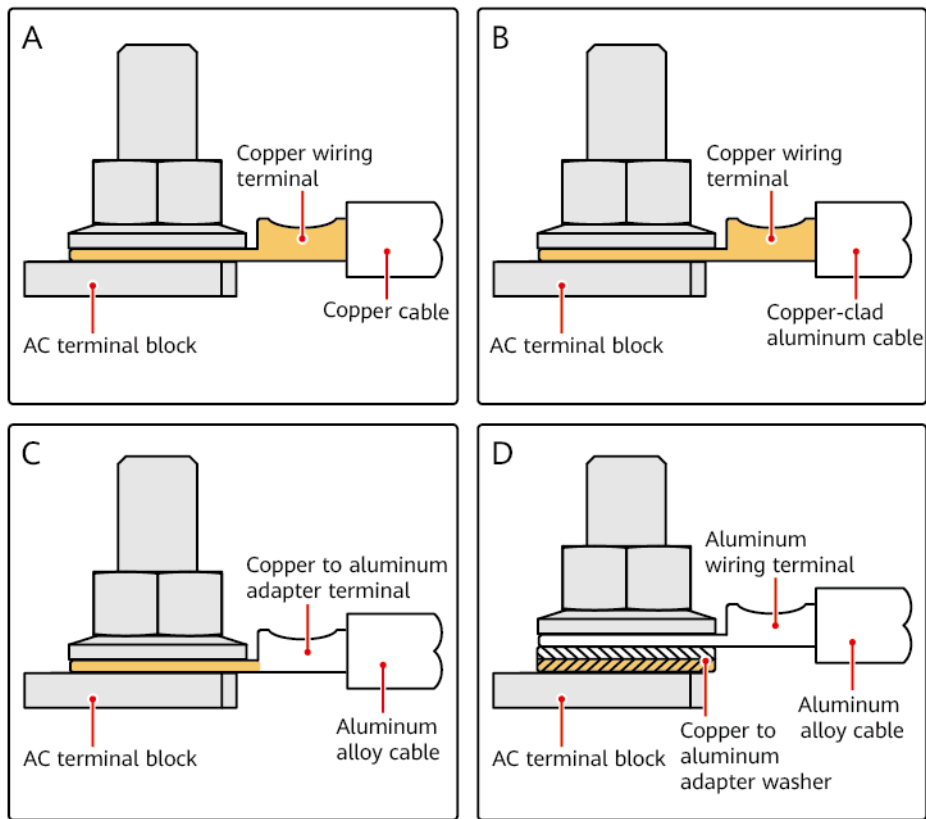 A
Copper wiring
terminal
Copper cable
AC terminal block
B
Copper wiring
terminal
Copper-clad
aluminum cable
AC terminal block
C
Copper to aluminum
adapter terminal
Aluminum
alloy cable
AC terminal block
D
Aluminum
wiring terminal
Aluminum
alloy cable
Copper to
aluminum
adapter washer
AC terminal block